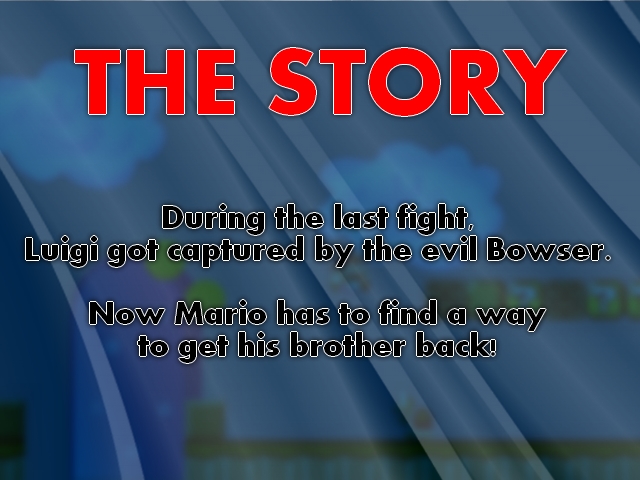 THE STORY
During the last fight,
Luigi got captured by the evil Bowser.
Now Mario has to find a way
to get his brother back!